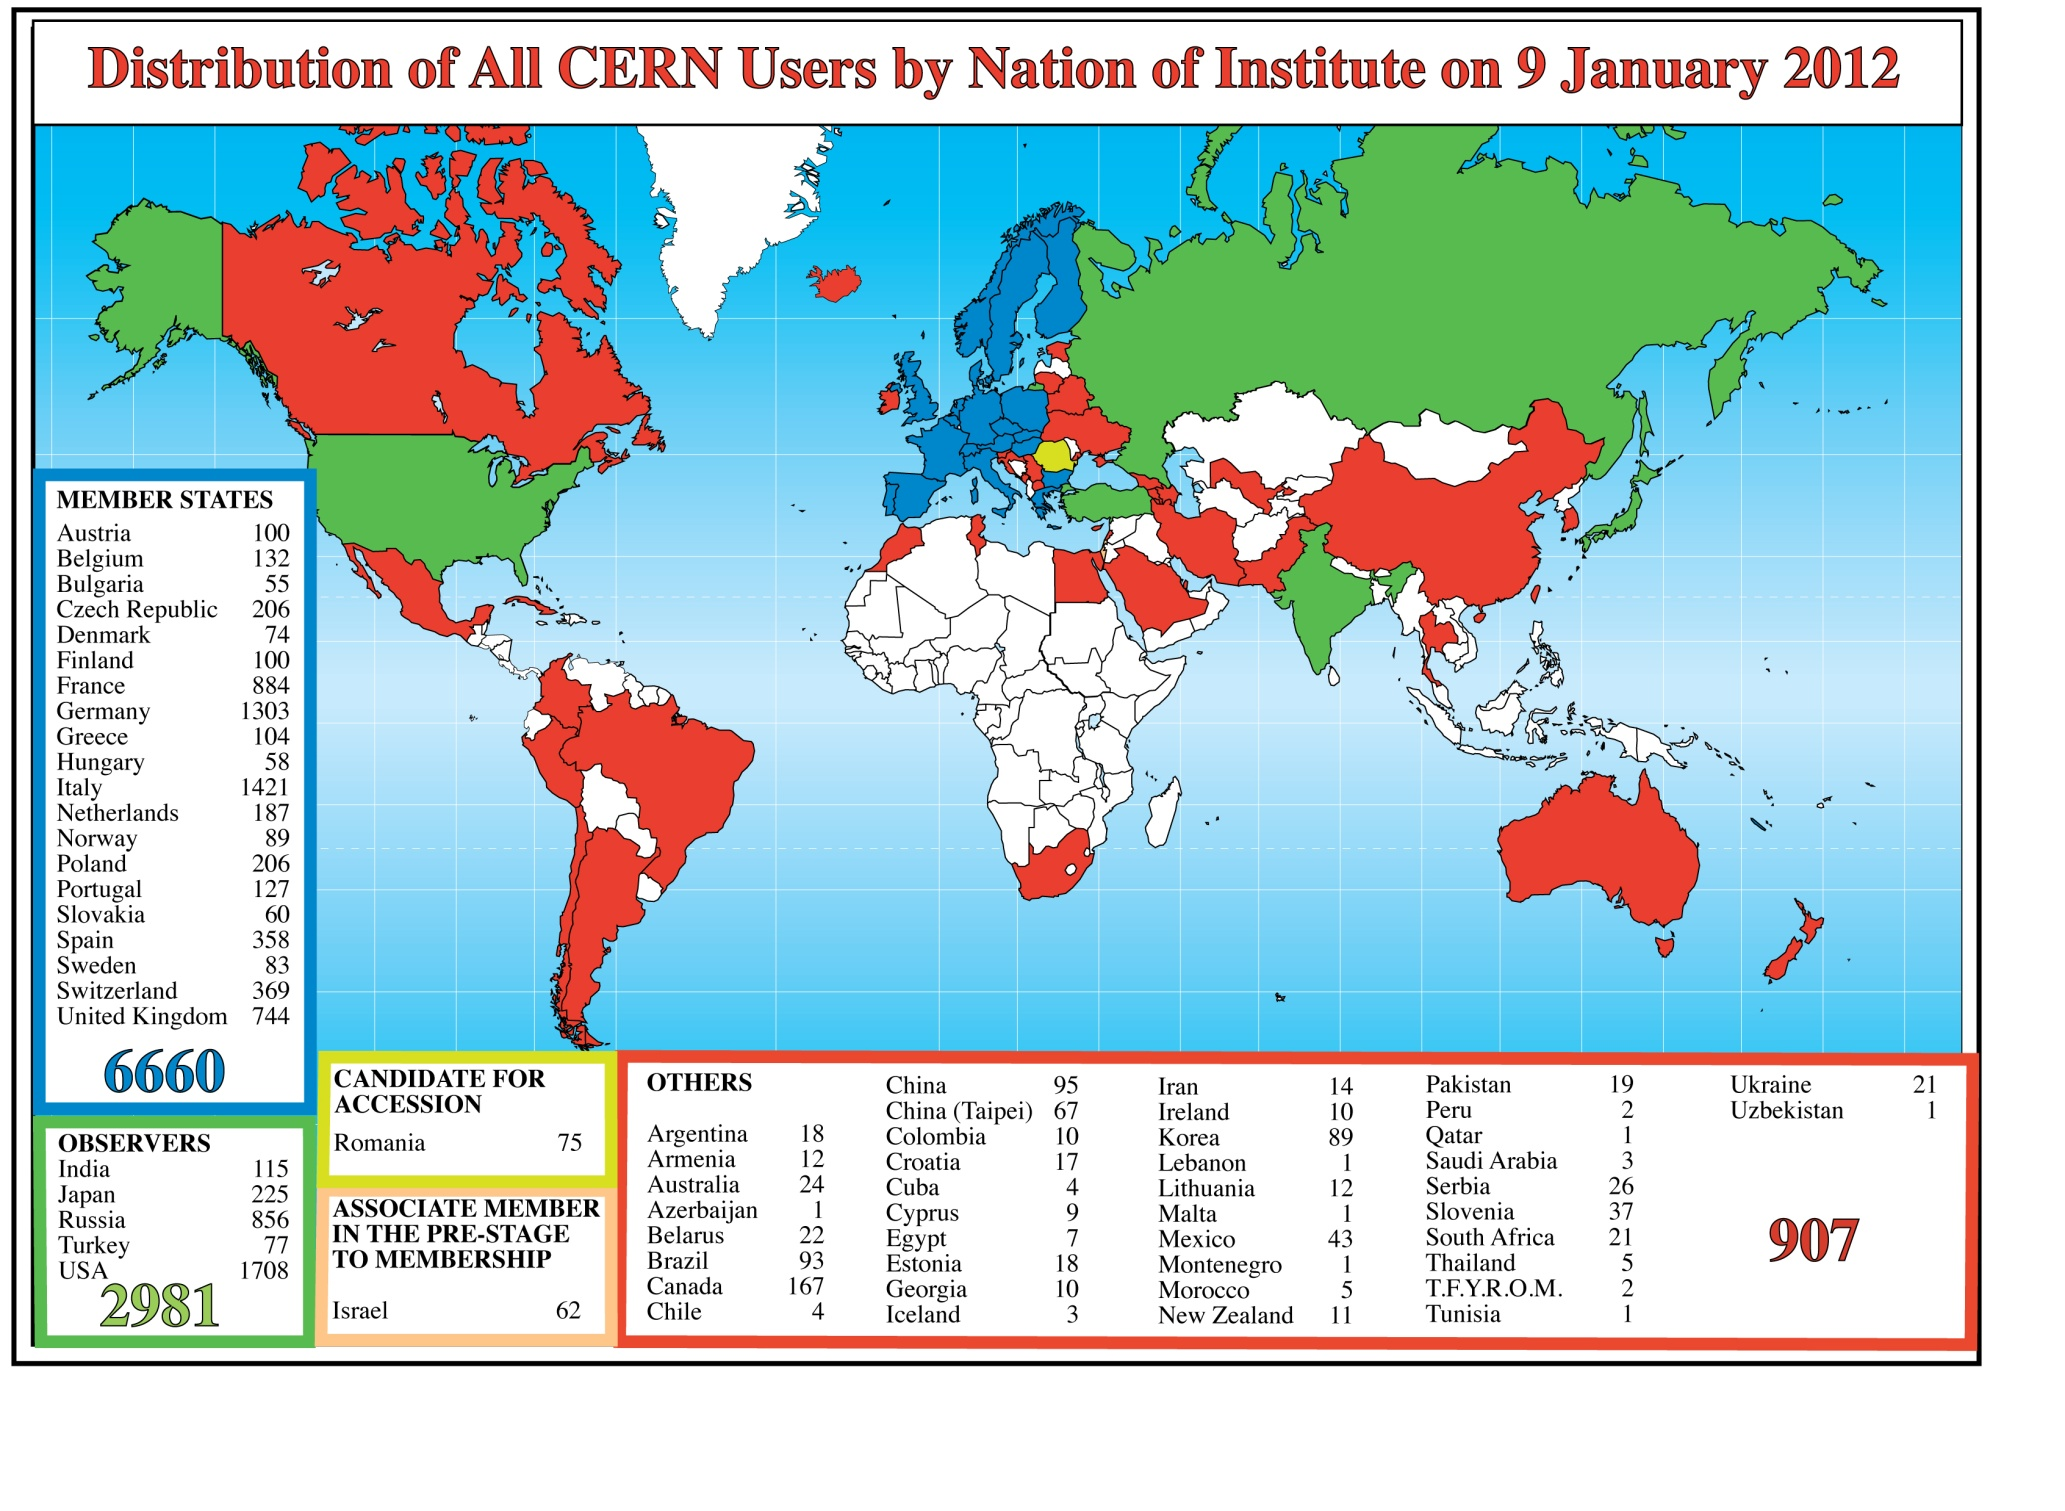 Distribution of All CERN Users by Nation of Institute on 9 January 2012
MEMBER STATES
Austria 100
Belgium 132
Bulgaria 55
Czech Republic 206
Denmark 74
Finland 100
France 884
Germany 1303
Greece 104
Hungary 58
Italy 1421
Netherlands 187
Norway 89
Poland 206
Portugal 127
Slovakia 60
Spain 358
Sweden 83
Switzerland 369
United Kingdom 744
6660
OBSERVERS
India 115
Japan 225
Russia 856
Turkey 77
USA 1708
2981
CANDIDATE FOR
ACCESSION
Romania 75
ASSOCIATE MEMBER
IN THE PRE-STAGE
TO MEMBERSHIP
Israel 62
OTHERS
Argentina 18
Armenia 12
Australia 24
Azerbaijan 1
Belarus 22
Brazil 93
Canada 167
Chile 4
China 95
China (Taipei) 67
Colombia 10
Croatia 17
Cuba 4
Cyprus 9
Egypt 7
Estonia 18
Georgia 10
Iceland 3
Iran 14
Ireland 10
Korea 89
Lebanon 1
Lithuania 12
Malta 1
Mexico 43
Montenegro 1
Morocco 5
New Zealand 11
Pakistan 19
Peru 2
Qatar 1
Saudi Arabia 3
Serbia 26
Slovenia 37
South Africa 21
Thailand 5
T.F.Y.R.O.M. 2
Tunisia 1
Ukraine 21
Uzbekistan 1
907